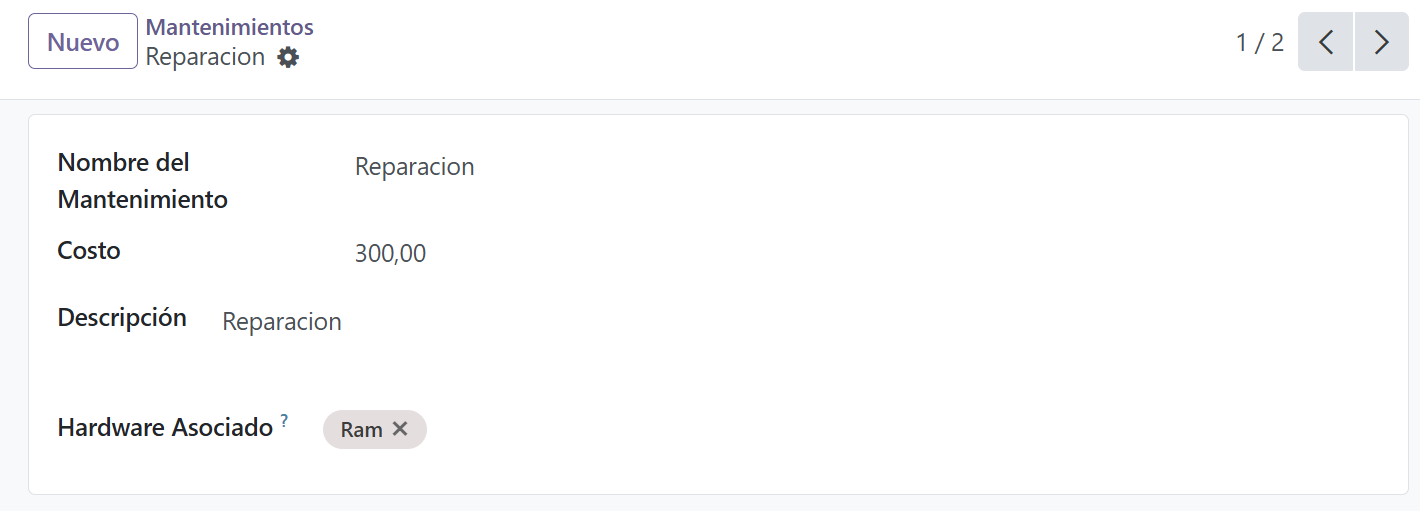 Nuevo
Mantenimientos
Reparacion
1 / 2
Nombre del
Mantenimiento
Reparacion
Costo
300,00
Descripción
Reparacion
Hardware Asociado ?
Ram ×